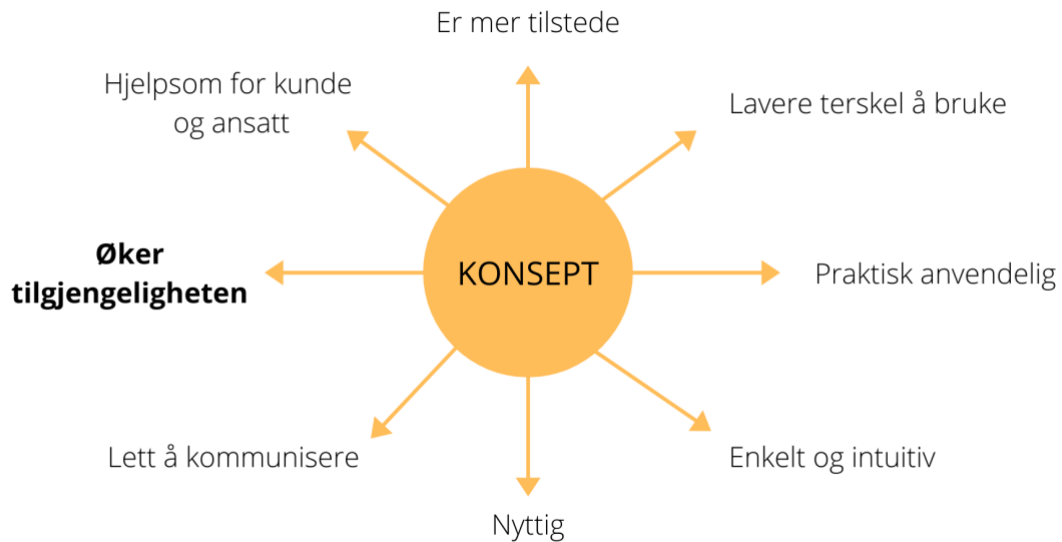 Er mer tilstede
Hjelpsom for kunde
og ansatt
Lavere terskel å bruke
Øker
tilgjengeligheten
KONSEPT
Praktisk anvendelig
Lett å kommunisere
Enkelt og intuitiv
Nyttig